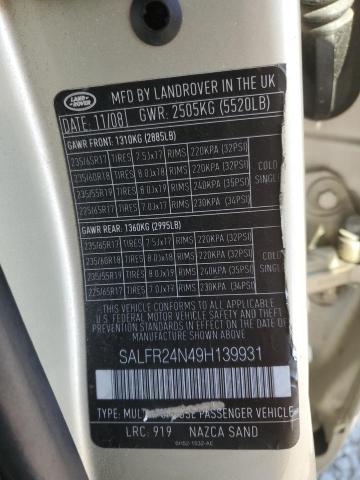 LAND ROVER
MFD BY LANDROVER IN THE UK
DATE: 11/08 GWR: 2505KG (5520LB)
GAWR FRONT: 1310KG (2885LB)
235/65R17 TIRES 7.5Jx17 RIMS 220KPA (32PSI)
235/60R18 TIRES 8.0Jx18 RIMS 220KPA (32PSI) COLD
235/55R19 TIRES 8.0Jx19 RIMS 240KPA (35PSI) SINGLE
225/65R17 TIRES 7.0Jx17 RIMS 230KPA (34PSI)
GAWR REAR: 1360KG (2995LB)
235/65R17 TIRES 7.5Jx17 RIMS 220KPA (32PSI)
235/60R18 TIRES 8.0Jx18 RIMS 220KPA (32PSI) COLD
235/55R19 TIRES 8.0Jx19 RIMS 240KPA (35PSI) SINGLE
225/65R17 TIRES 7.0Jx17 RIMS 230KPA (34PSI)
THIS VEHICLE CONFORMS TO ALL APPLICABLE
U.S. FEDERAL MOTOR VEHICLE SAFETY
THEFT PREVENTION STANDARDS IN EFFECT ON
THE DATE OF MANUFACTURE SHOWN ABOVE.
SALFR24N49H139931
TYPE: PASSENGER VEHICLE
LRC: 919 NAZCA SAND
6H52-1532-AE